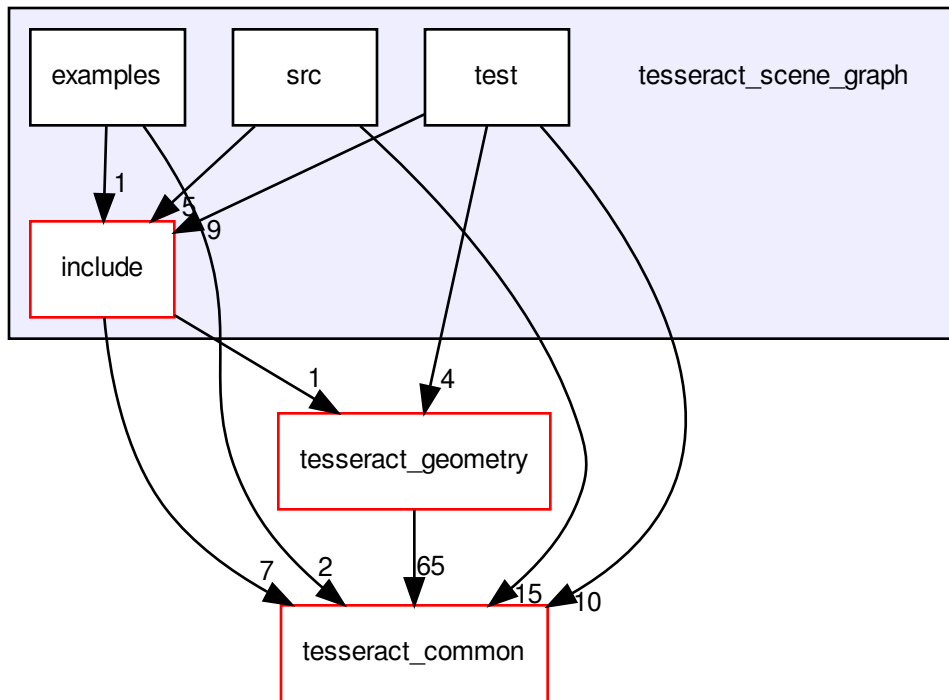 examples
src
test
tesseract_scene_graph
1
5
9
include
1
4
tesseract_geometry
7
2
65
15
10
tesseract_common